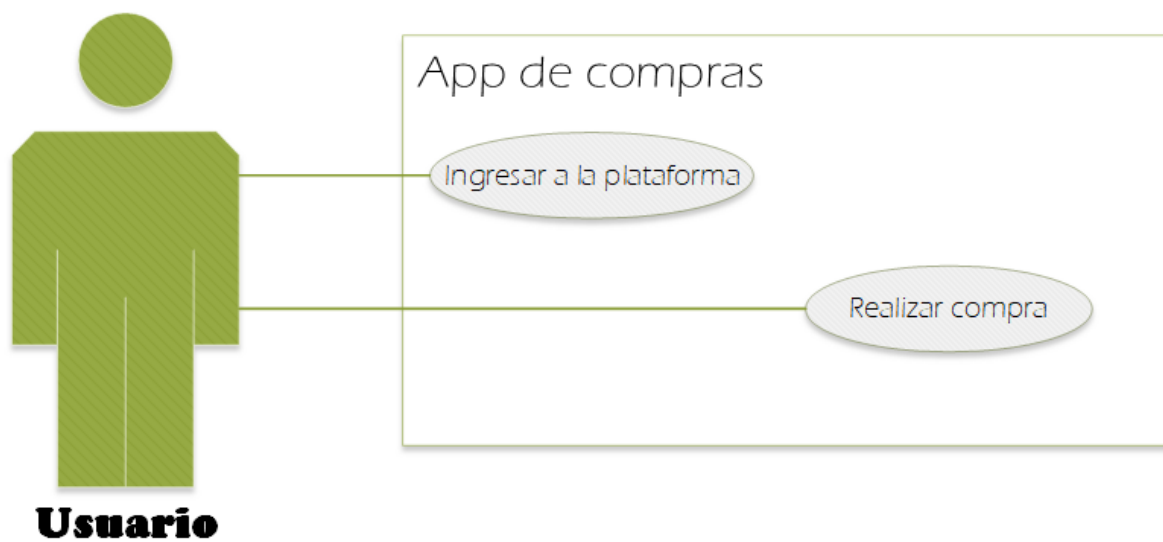 App de compras
Ingresar a la plataforma
Realizar compra
Usuario